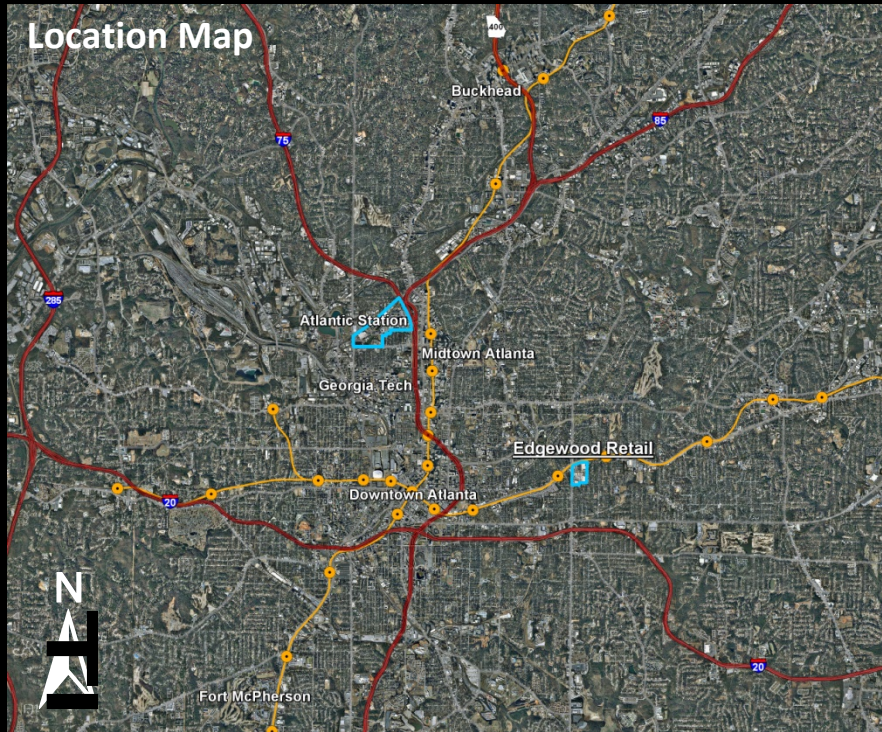 Location Map
400
Buckhead
85
75
285
Atlantic Station
Midtown Atlanta
Georgia Tech
Edgewood Retail
Downtown Atlanta
20
N
20
Fort McPherson